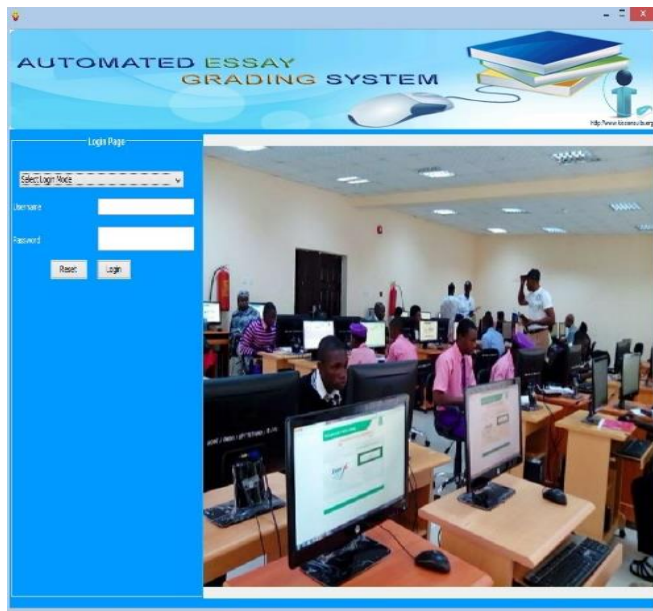 AUTOMATED ESSAY
GRADING SYSTEM
Login Page
Select Login Mode
Username
Password
Reset
Login